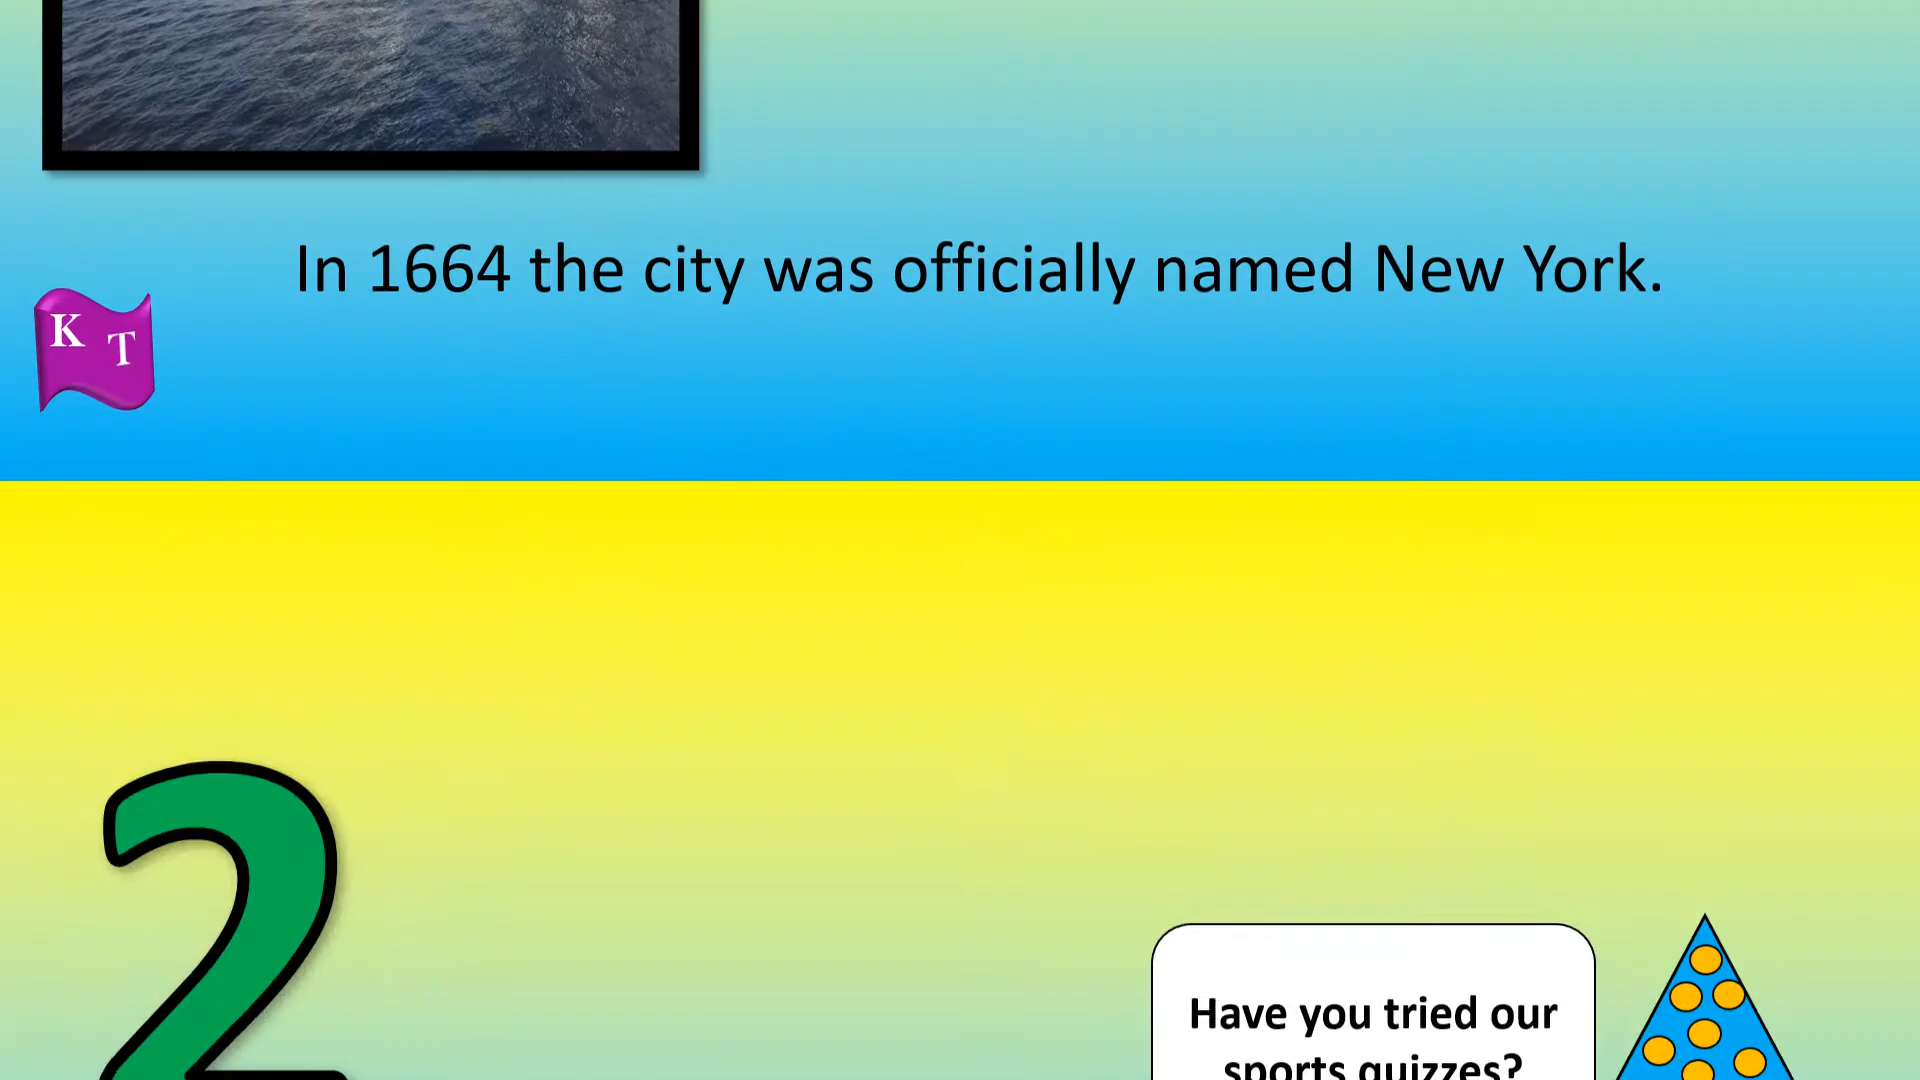 In 1664 the city was officially named New York.
K T
2
Have you tried our
sports quizzes?